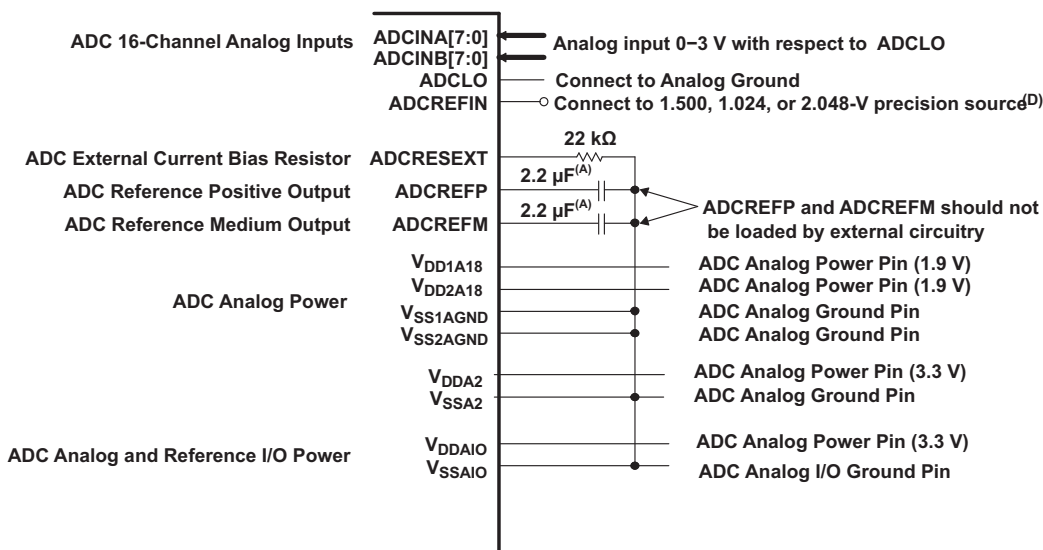 ADC 16-Channel Analog Inputs ADCINA[7:0] Analog input 0−3 V with respect to ADCLO
ADCINB[7:0]
ADCLO Connect to Analog Ground
ADCREFIN Connect to 1.500, 1.024, or 2.048-V precision source(D)
22 kΩ
ADC External Current Bias Resistor ADCRESEXT
2.2 μF(A)
ADC Reference Positive Output ADCREFP
2.2 μF(A)
ADC Reference Medium Output ADCREFM
ADCREFP and ADCREFM should not
be loaded by external circuitry
VDD1A18 ADC Analog Power Pin (1.9 V)
VDD2A18 ADC Analog Power Pin (1.9 V)
ADC Analog Power
VSS1AGND ADC Analog Ground Pin
VSS2AGND ADC Analog Ground Pin
VDDA2 ADC Analog Power Pin (3.3 V)
VSSA2 ADC Analog Ground Pin
VDDAIO ADC Analog Power Pin (3.3 V)
ADC Analog and Reference I/O Power
VSSAIO ADC Analog I/O Ground Pin